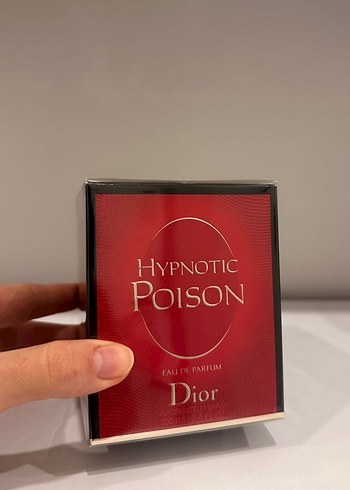 HYPNOTIC
POISON
EAU DE PARFUM
Dior